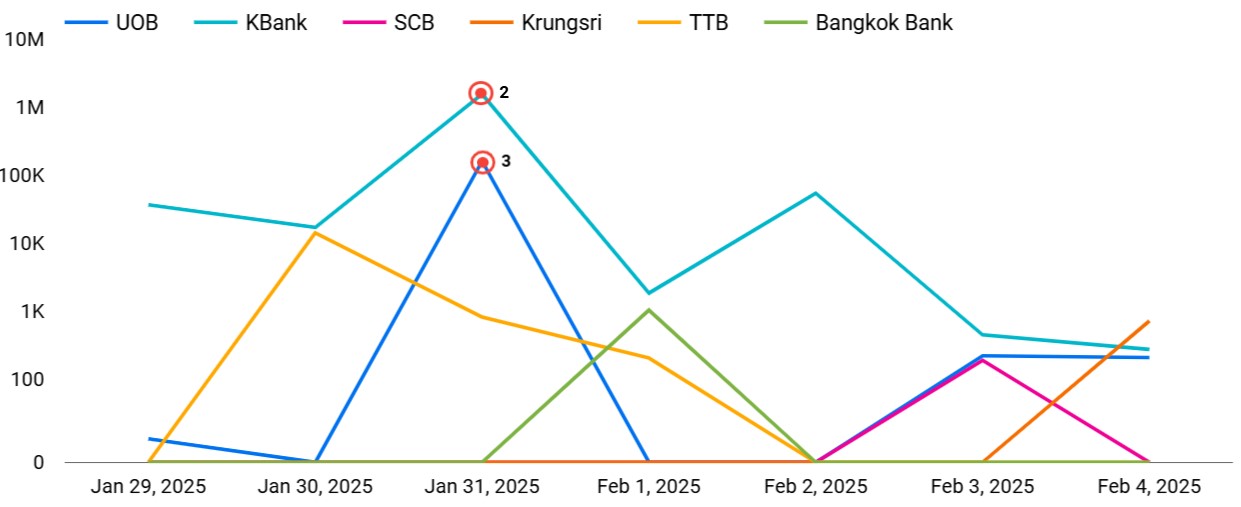 UOB KBank SCB Krungsri TTB Bangkok Bank
10M
1M
100K
10K
1K
100
0
2
3
Jan 29, 2025 Jan 30, 2025 Jan 31, 2025 Feb 1, 2025 Feb 2, 2025 Feb 3, 2025 Feb 4, 2025